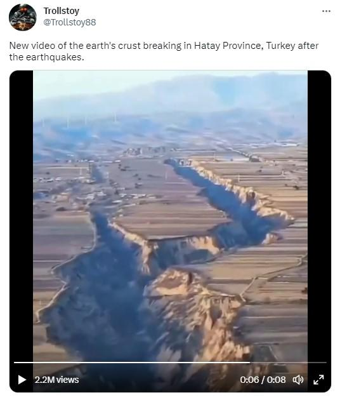 Trollstoy
@Trollstoy88
New video of the earth's crust breaking in Hatay Province, Turkey after
the earthquakes.
2.2M views
0:06 / 0:08